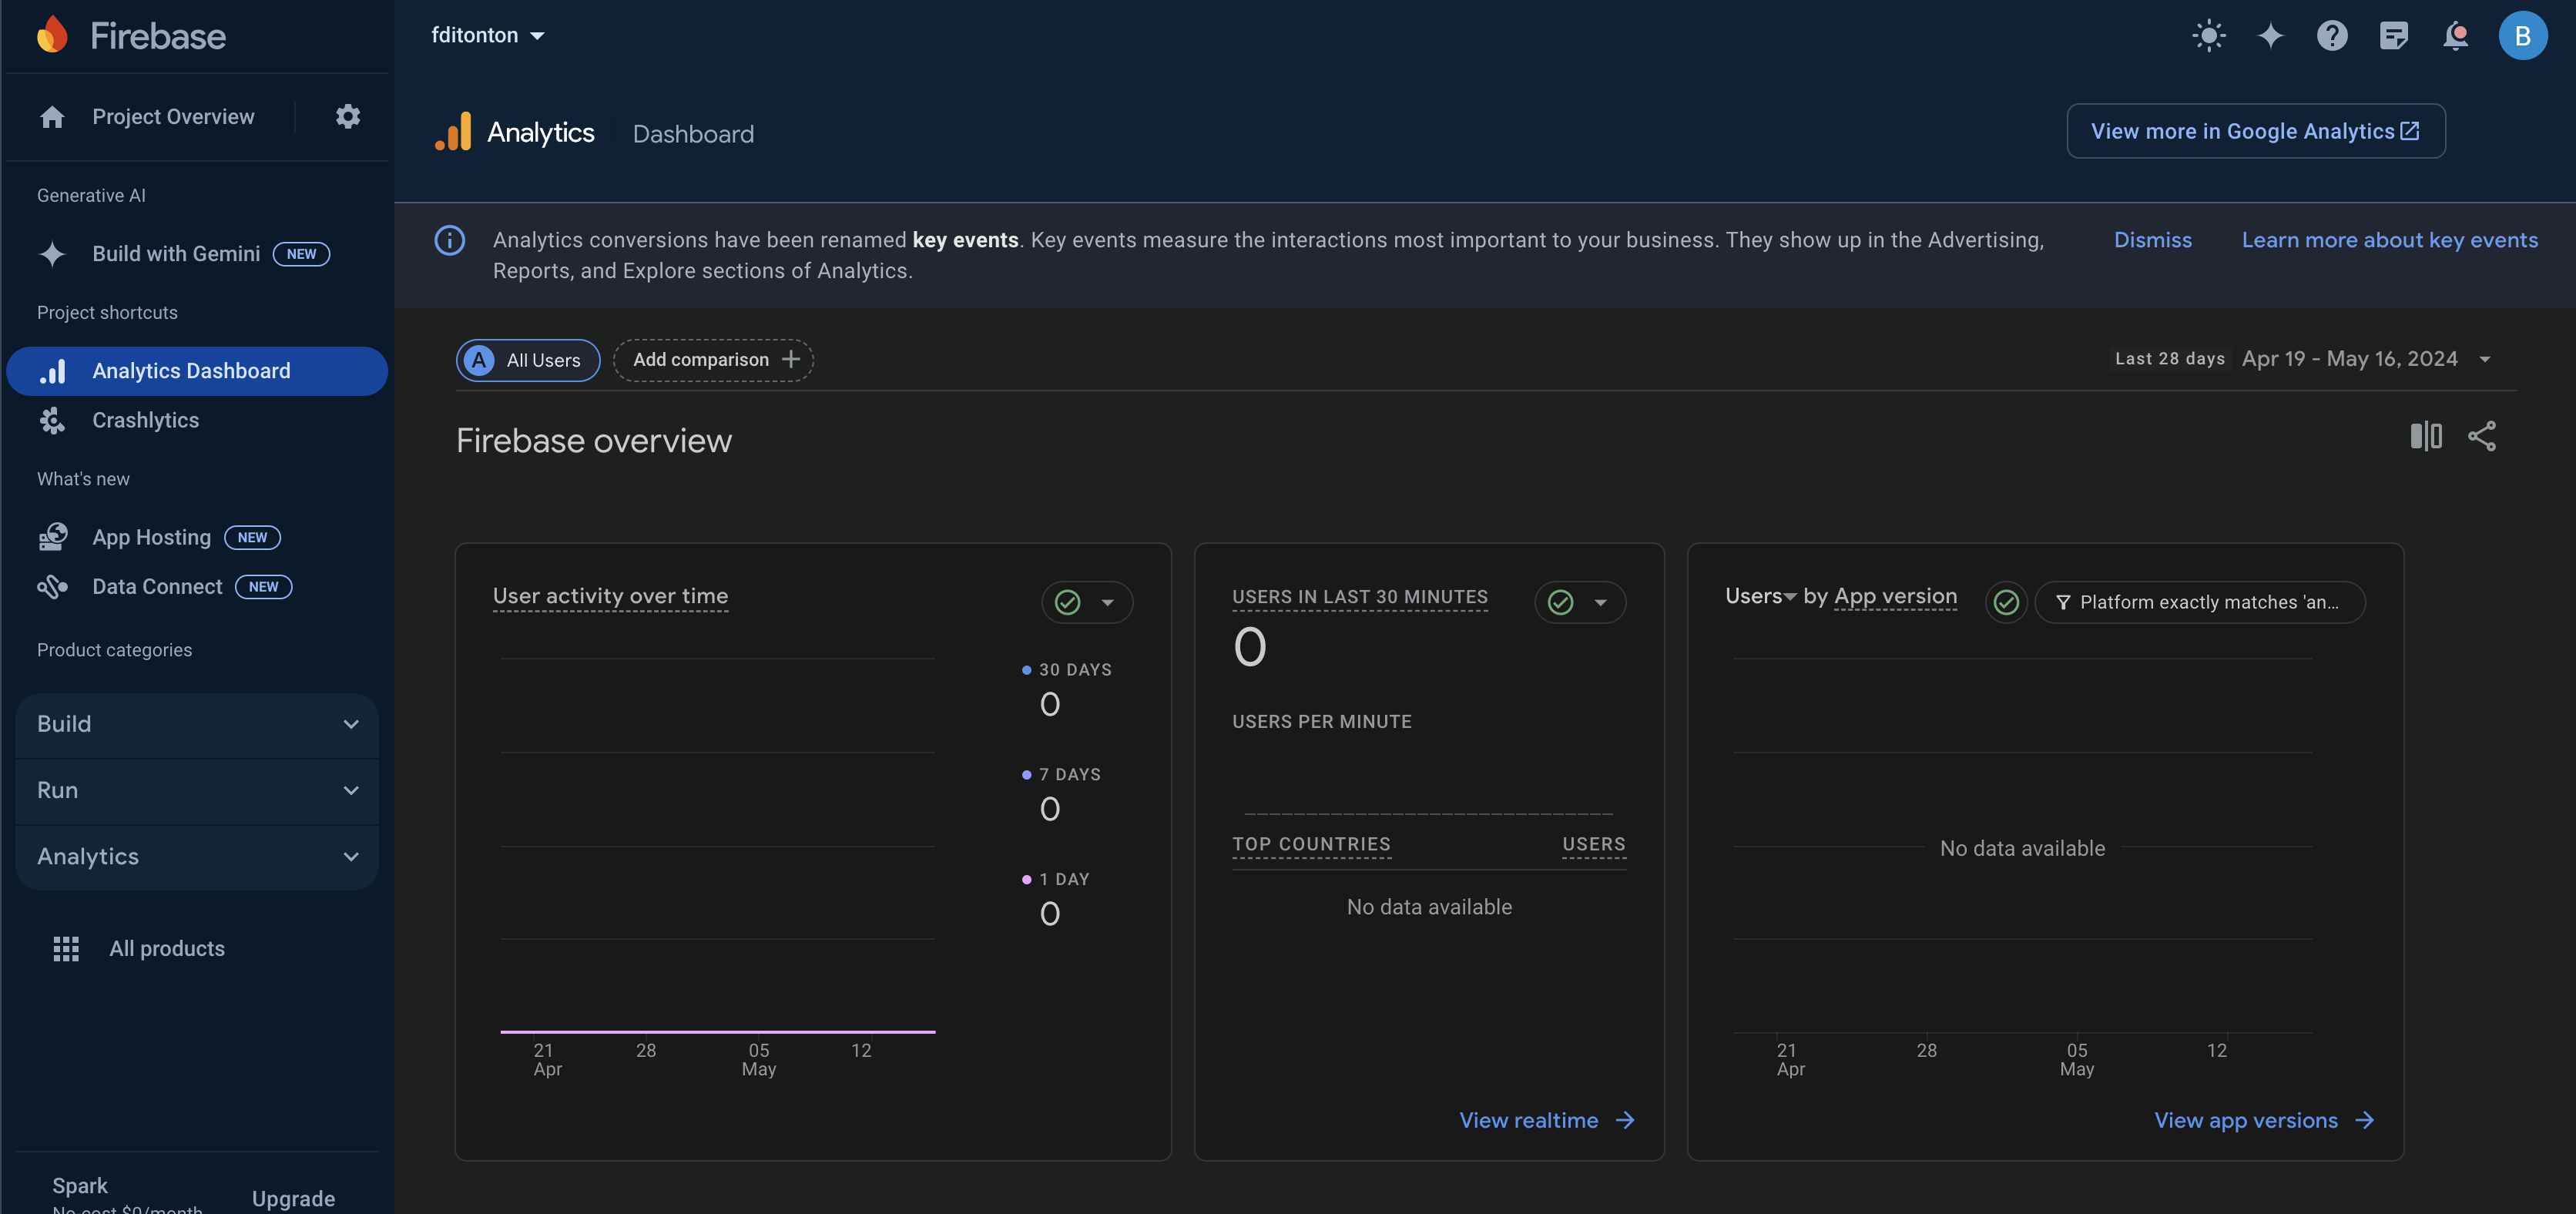 Firebase
Project Overview
Generative AI
Build with Gemini NEW
Project shortcuts
Analytics Dashboard
Crashlytics
What's new
App Hosting NEW
Data Connect NEW
Product categories
Build
Run
Analytics
All products
Spark
No cost $0/month
Upgrade
fditonton
B
Analytics Dashboard
View more in Google Analytics
Analytics conversions have been renamed key events. Key events measure the interactions most important to your business. They show up in the Advertising,
Reports, and Explore sections of Analytics.
Dismiss
Learn more about key events
A All Users
Add comparison
Last 28 days Apr 19 - May 16, 2024
Firebase overview
User activity over time
30 DAYS
0
7 DAYS
0
1 DAY
0
21 28 05 12
Apr May
USERS IN LAST 30 MINUTES
0
USERS PER MINUTE
TOP COUNTRIES USERS
No data available
View realtime
Users by App version
Platform exactly matches 'an...
No data available
21 28 05 12
Apr May
View app versions